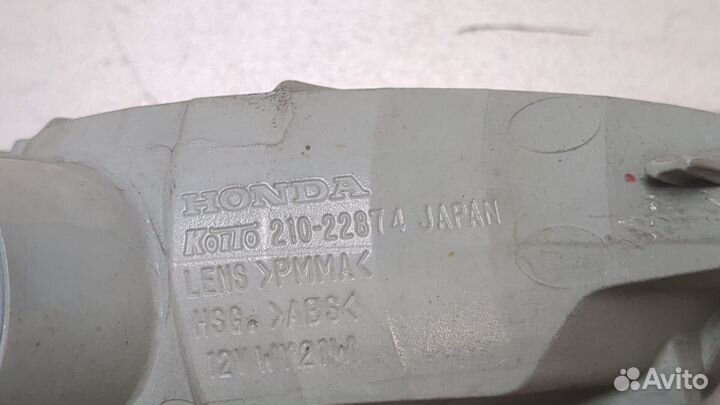 HONDA
Koito 210-22874 JAPAN
LENS >PMMA<
HSG. >ABS<
12V WY21W
Avito